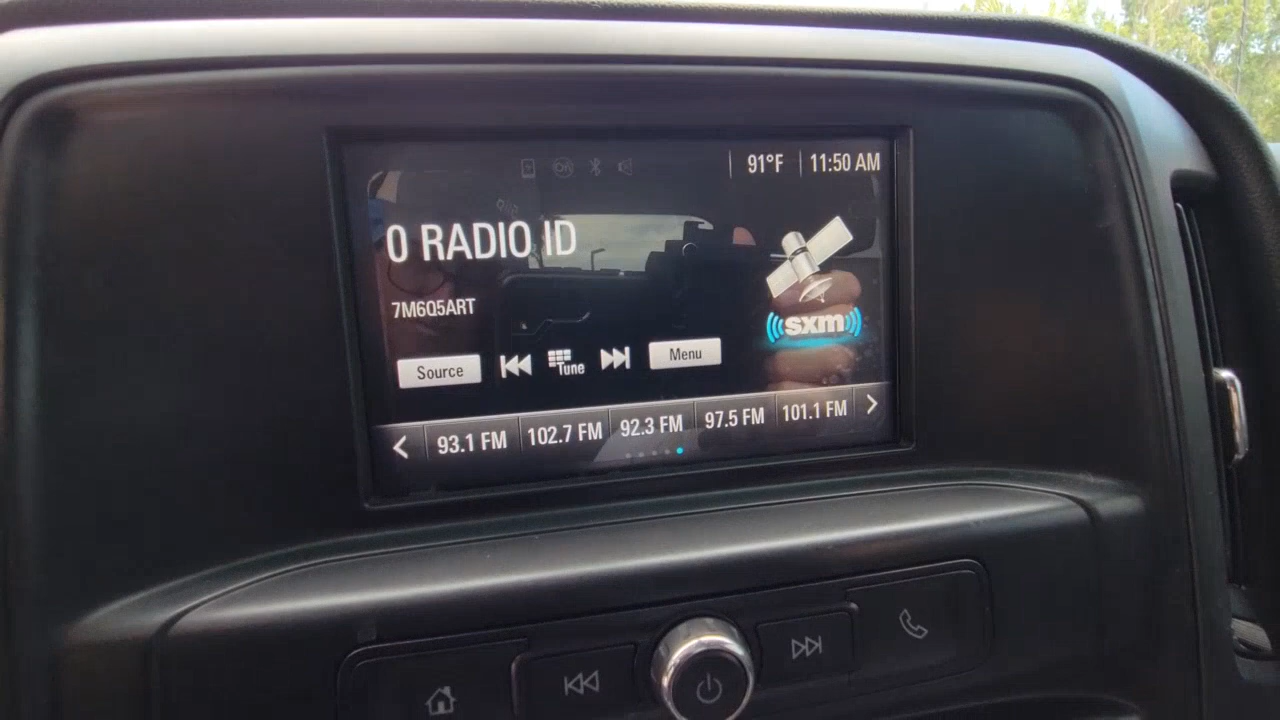 91°F 11:50 AM
0 RADIO ID
7M6Q5ART
sxm
Source Tune Menu
93.1 FM 102.7 FM 92.3 FM 97.5 FM 101.1 FM